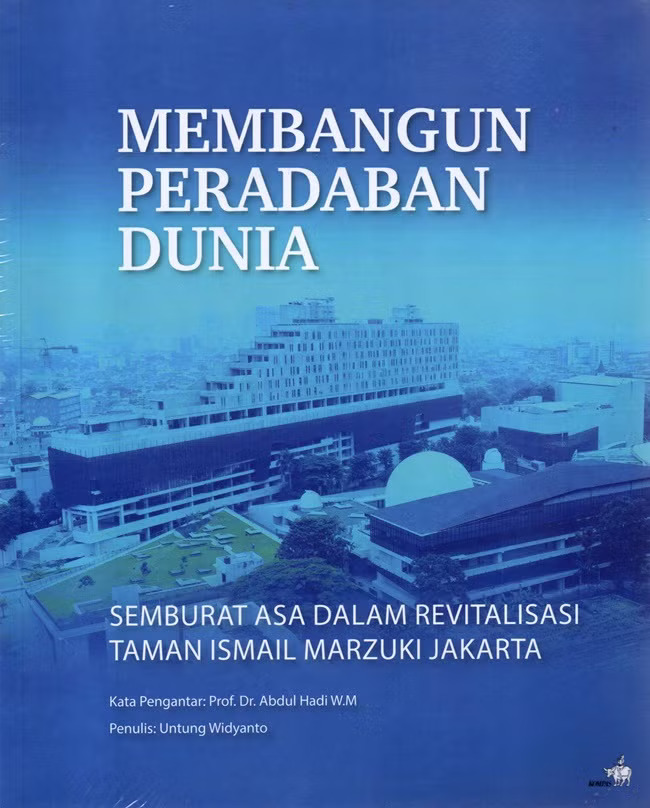 MEMBANGUN
PERADABAN
DUNIA
SEMBURAT ASA DALAM REVITALISASI
TAMAN ISMAIL MARZUKI JAKARTA
Kata Pengantar: Prof. Dr. Abdul Hadi W.M
Penulis: Untung Widyanto